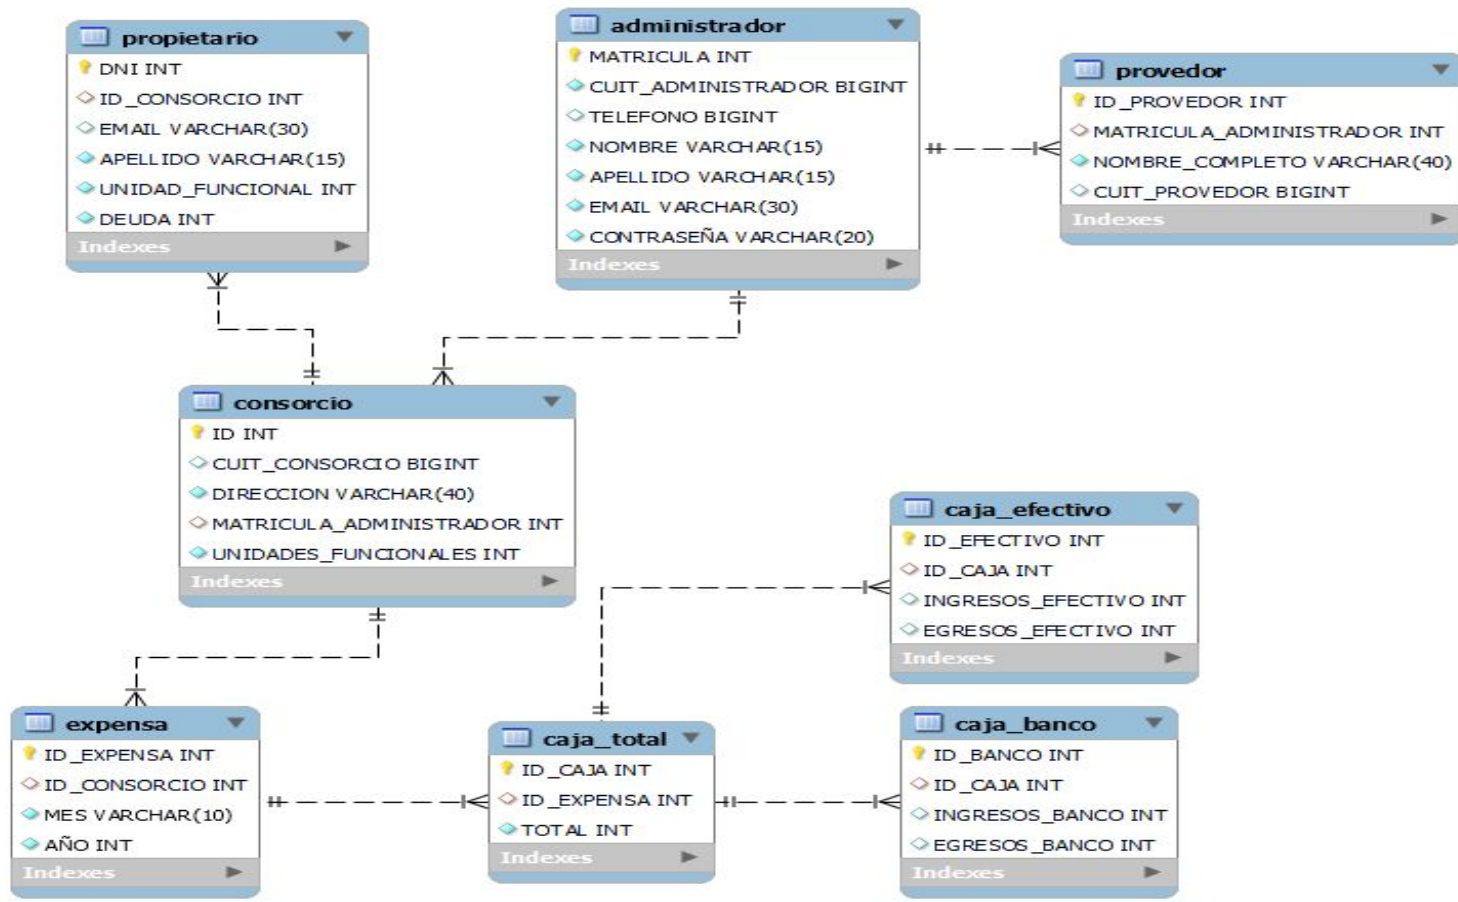 propietario
DNI INT
ID_CONSORCIO INT
EMAIL VARCHAR(30)
APELLIDO VARCHAR(15)
UNIDAD_FUNCIONAL INT
DEUDA INT
Indexes
administrador
MATRICULA INT
CUIT_ADMINISTRADOR BIGINT
TELEFONO BIGINT
NOMBRE VARCHAR(15)
APELLIDO VARCHAR(15)
EMAIL VARCHAR(30)
CONTRASEÑA VARCHAR(20)
Indexes
provedor
ID_PROVEDOR INT
MATRICULA_ADMINISTRADOR INT
NOMBRE_COMPLETO VARCHAR(40)
CUIT_PROVEDOR BIGINT
Indexes
consorcio
ID INT
CUIT_CONSORCIO BIGINT
DIRECCION VARCHAR(40)
MATRICULA_ADMINISTRADOR INT
UNIDADES_FUNCIONALES INT
Indexes
caja_efectivo
ID_EFECTIVO INT
ID_CAJA INT
INGRESOS_EFECTIVO INT
EGRESOS_EFECTIVO INT
Indexes
expensa
ID_EXPENSA INT
ID_CONSORCIO INT
MES VARCHAR(10)
AÑO INT
Indexes
caja_total
ID_CAJA INT
ID_EXPENSA INT
TOTAL INT
Indexes
caja_banco
ID_BANCO INT
ID_CAJA INT
INGRESOS_BANCO INT
EGRESOS_BANCO INT
Indexes